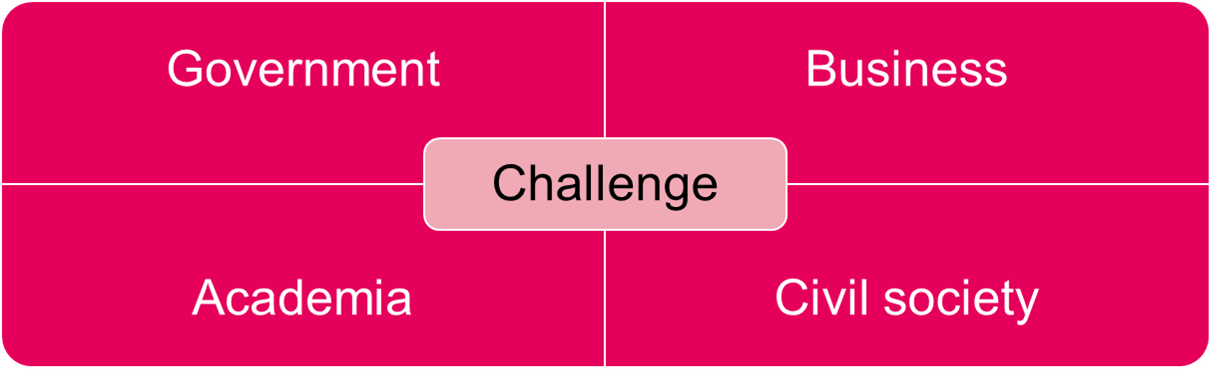 Government
Business
Challenge
Academia
Civil society